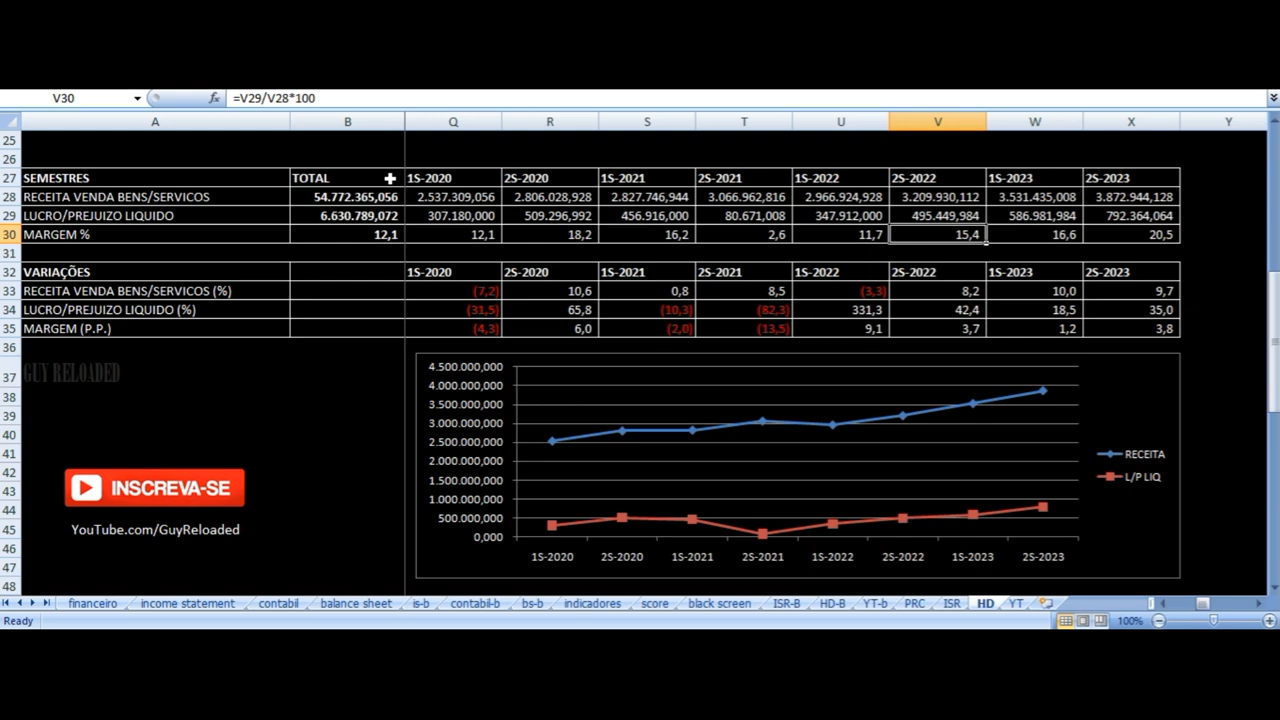 V30 =V29/V28*100
A B Q R S T U V W X Y
25
26
27 SEMESTRES TOTAL 1S-2020 2S-2020 1S-2021 2S-2021 1S-2022 2S-2022 1S-2023 2S-2023
28 RECEITA VENDA BENS/SERVICOS 54.772.365,056 2.537.309,056 2.806.028,928 2.827.746,944 3.066.962,816 2.966.924,928 3.209.930,112 3.531.435,008 3.872.944,128
29 LUCRO/PREJUIZO LIQUIDO 6.630.789,072 307.180,000 509.296,992 456.916,000 80.671,008 347.912,000 495.449,984 586.981,984 792.364,064
30 MARGEM % 12,1 12,1 18,2 16,2 2,6 11,7 15,4 16,6 20,5
31
32 VARIAÇÕES 1S-2020 2S-2020 1S-2021 2S-2021 1S-2022 2S-2022 1S-2023 2S-2023
33 RECEITA VENDA BENS/SERVICOS (%) (7,2) 10,6 0,8 8,5 (3,3) 8,2 10,0 9,7
34 LUCRO/PREJUIZO LIQUIDO (%) (31,5) 65,8 (10,3) (82,3) 331,3 42,4 18,5 35,0
35 MARGEM (P.P.) (4,3) 6,0 (2,0) (13,5) 9,1 3,7 1,2 3,8
36
37 GUY RELOADED
38
39
40
41
42
43
44
45
46
47
48
INSCREVA-SE
YouTube.com/GuyReloaded
4.500.000,000
4.000.000,000
3.500.000,000
3.000.000,000
2.500.000,000
2.000.000,000
1.500.000,000
1.000.000,000
500.000,000
0,000
1S-2020 2S-2020 1S-2021 2S-2021 1S-2022 2S-2022 1S-2023 2S-2023
RECEITA
L/P LIQ
financeiro income statement contabil balance sheet is-b contabil-b bs-b indicadores score black screen ISR-B HD-B YT-b PRC ISR HD YT
Ready 100%